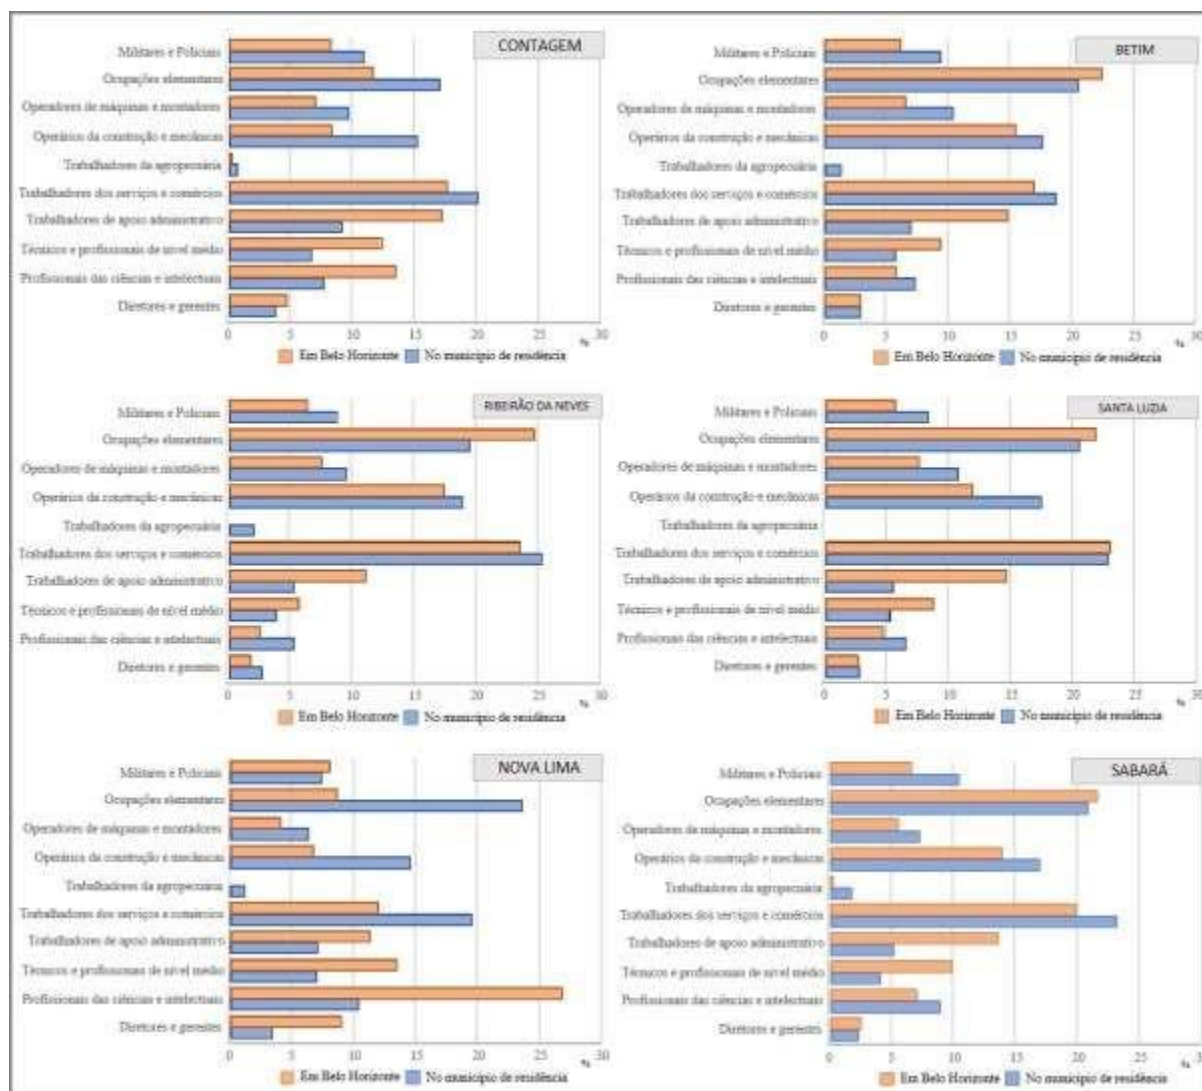 CONTAGEM
Militares e Policiais
Ocupações elementares
Operadores de máquinas e montadores
Operários da construção e mecânicas
Trabalhadores da agropecuária
Trabalhadores dos serviços e comércios
Trabalhadores de apoio administrativo
Técnicos e profissionais de nível médio
Profissionais das ciências e intelectuais
Diretores e gerentes
0 5 10 15 20 25 30
%
Em Belo Horizonte No município de residência
BETIM
Militares e Policiais
Ocupações elementares
Operadores de máquinas e montadores
Operários da construção e mecânicas
Trabalhadores da agropecuária
Trabalhadores dos serviços e comércios
Trabalhadores de apoio administrativo
Técnicos e profissionais de nível médio
Profissionais das ciências e intelectuais
Diretores e gerentes
0 5 10 15 20 25 30
%
Em Belo Horizonte No município de residência
RIBEIRÃO DA NEVES
Militares e Policiais
Ocupações elementares
Operadores de máquinas e montadores
Operários da construção e mecânicas
Trabalhadores da agropecuária
Trabalhadores dos serviços e comércios
Trabalhadores de apoio administrativo
Técnicos e profissionais de nível médio
Profissionais das ciências e intelectuais
Diretores e gerentes
0 5 10 15 20 25 30
%
Em Belo Horizonte No município de residência
SANTA LUZIA
Militares e Policiais
Ocupações elementares
Operadores de máquinas e montadores
Operários da construção e mecânicas
Trabalhadores da agropecuária
Trabalhadores dos serviços e comércios
Trabalhadores de apoio administrativo
Técnicos e profissionais de nível médio
Profissionais das ciências e intelectuais
Diretores e gerentes
0 5 10 15 20 25 30
%
Em Belo Horizonte No município de residência
NOVA LIMA
Militares e Policiais
Ocupações elementares
Operadores de máquinas e montadores
Operários da construção e mecânicas
Trabalhadores da agropecuária
Trabalhadores dos serviços e comércios
Trabalhadores de apoio administrativo
Técnicos e profissionais de nível médio
Profissionais das ciências e intelectuais
Diretores e gerentes
0 5 10 15 20 25 30
%
Em Belo Horizonte No município de residência
SABARÁ
Militares e Policiais
Ocupações elementares
Operadores de máquinas e montadores
Operários da construção e mecânicas
Trabalhadores da agropecuária
Trabalhadores dos serviços e comércios
Trabalhadores de apoio administrativo
Técnicos e profissionais de nível médio
Profissionais das ciências e intelectuais
Diretores e gerentes
0 5 10 15 20 25 30
%
Em Belo Horizonte No município de residência